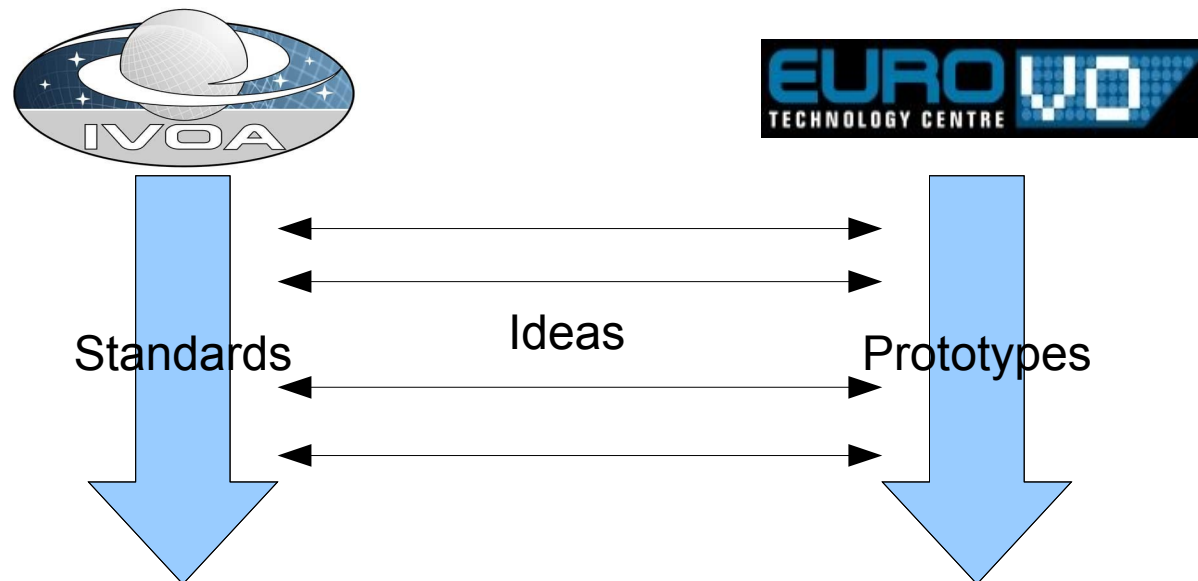 IVOA
EURO VO
TECHNOLOGY CENTRE
Ideas
Standards
Prototypes